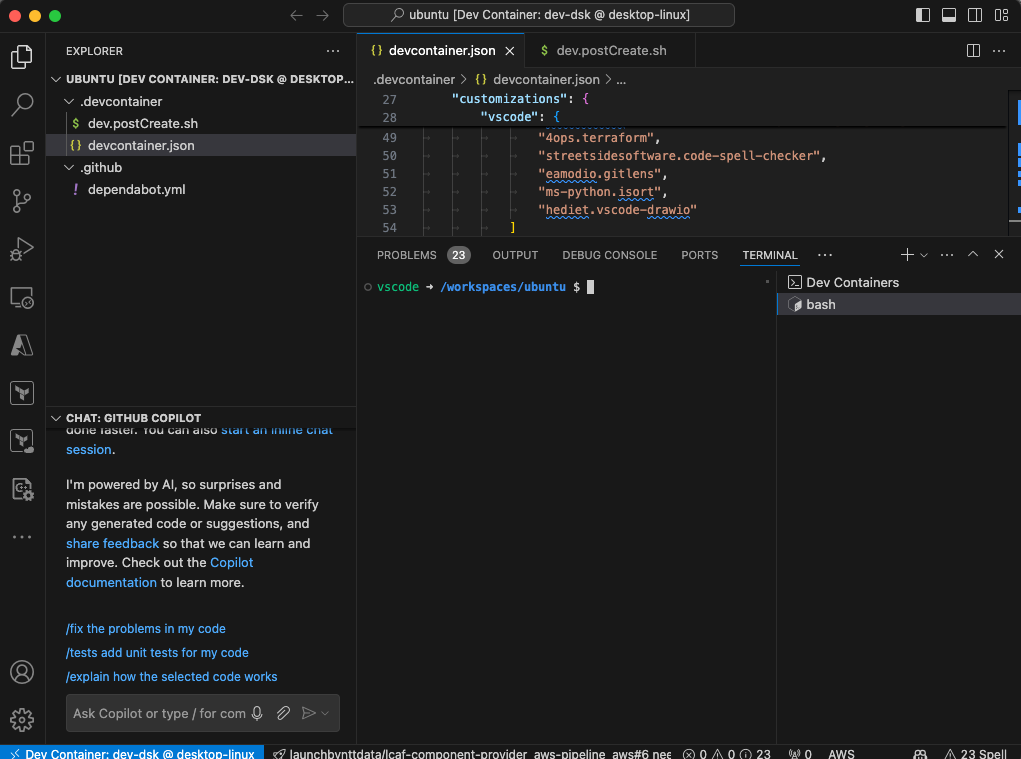 ubuntu [Dev Container: dev-dsk @ desktop-linux]
EXPLORER
UBUNTU [DEV CONTAINER: DEV-DSK @ DESKTOP...
.devcontainer
$ dev.postCreate.sh
{} devcontainer.json
.github
! dependabot.yml
{} devcontainer.json
$ dev.postCreate.sh
.devcontainer > {} devcontainer.json > ...
27 "customizations": {
28 "vscode": {
49 "4ops.terraform",
50 "streetsidesoftware.code-spell-checker",
51 "eamodio.gitlens",
52 "ms-python.isort",
53 "hediet.vscode-drawio"
54 ]
PROBLEMS 23 OUTPUT DEBUG CONSOLE PORTS TERMINAL
vscode → /workspaces/ubuntu $
Dev Containers
bash
CHAT: GITHUB COPILOT
done faster. You can also start an inline chat
session.
I'm powered by AI, so surprises and
mistakes are possible. Make sure to verify
any generated code or suggestions, and
share feedback so that we can learn and
improve. Check out the Copilot
documentation to learn more.
/fix the problems in my code
/tests add unit tests for my code
/explain how the selected code works
Ask Copilot or type / for com
Dev Container: dev-dsk @ desktop-linux launchbynttdata/lcaf-component-provider_aws-pipeline_aws#6 nee 0 0 23 0 AWS 23 Spell